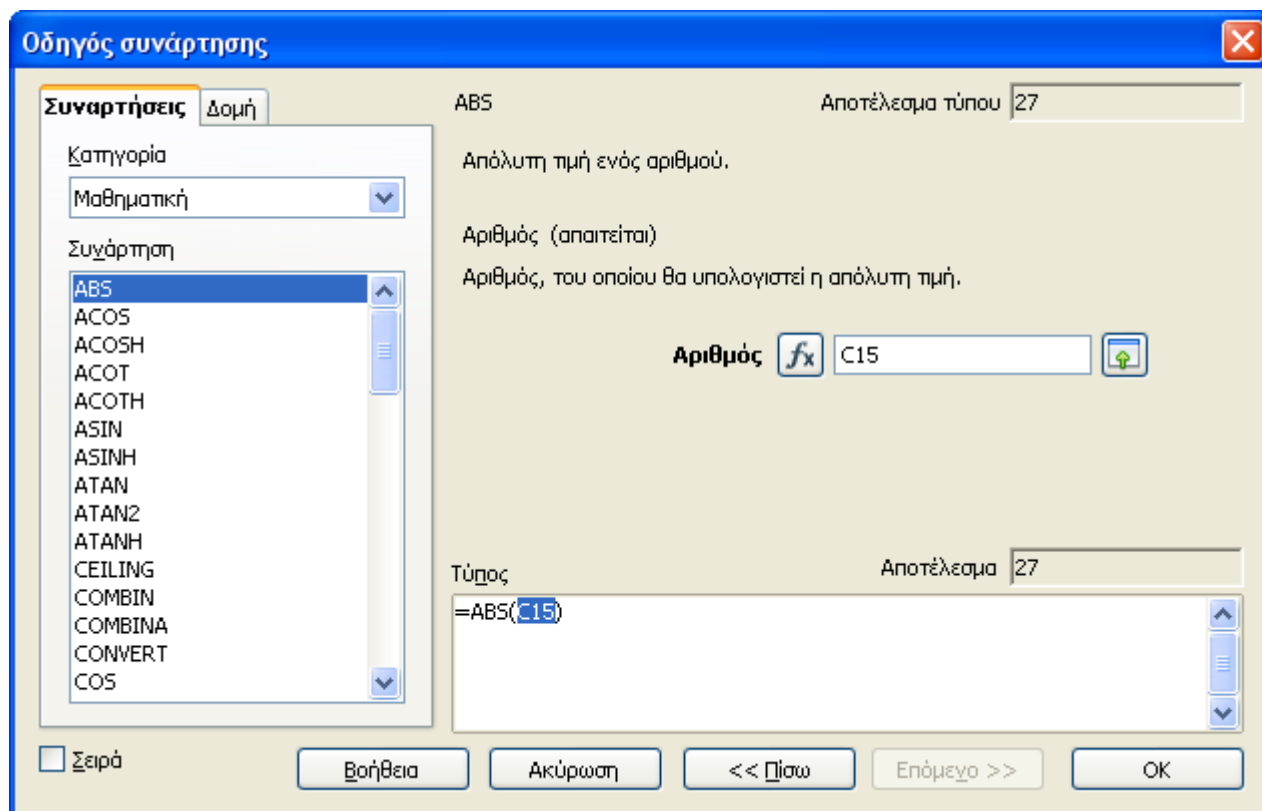 Οδηγός συνάρτησης
Συναρτήσεις
Δομή
Κατηγορία
Μαθηματική
Συνάρτηση
ABS
ACOS
ACOSH
ACOT
ACOTH
ASIN
ASINH
ATAN
ATAN2
ATANH
CEILING
COMBIN
COMBINA
CONVERT
COS
ABS
Αποτέλεσμα τύπου 27
Απόλυτη τιμή ενός αριθμού.
Αριθμός (απαιτείται)
Αριθμός, του οποίου θα υπολογιστεί η απόλυτη τιμή.
Αριθμός fx C15
Τύπος
Αποτέλεσμα 27
=ABS(C15)
Σειρά
Βοήθεια
Ακύρωση
<< Πίσω
Επόμενο >>
OK